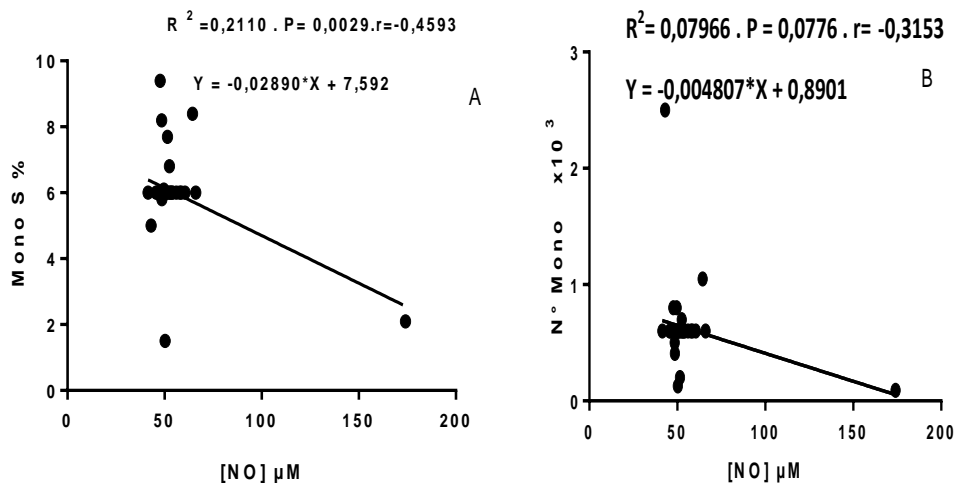 R ² =0,2110 . P= 0,0029.r=-0,4593
Y = -0,02890*X + 7,592
A
10
8
6
4
2
0
Mono S %
0 50 100 150 200
[NO] µM
R²= 0,07966 . P = 0,0776 . r= -0,3153
Y = -0,004807*X + 0,8901
B
3
2
1
0
N° Mono x10 ³
0 50 100 150 200
[NO] µM